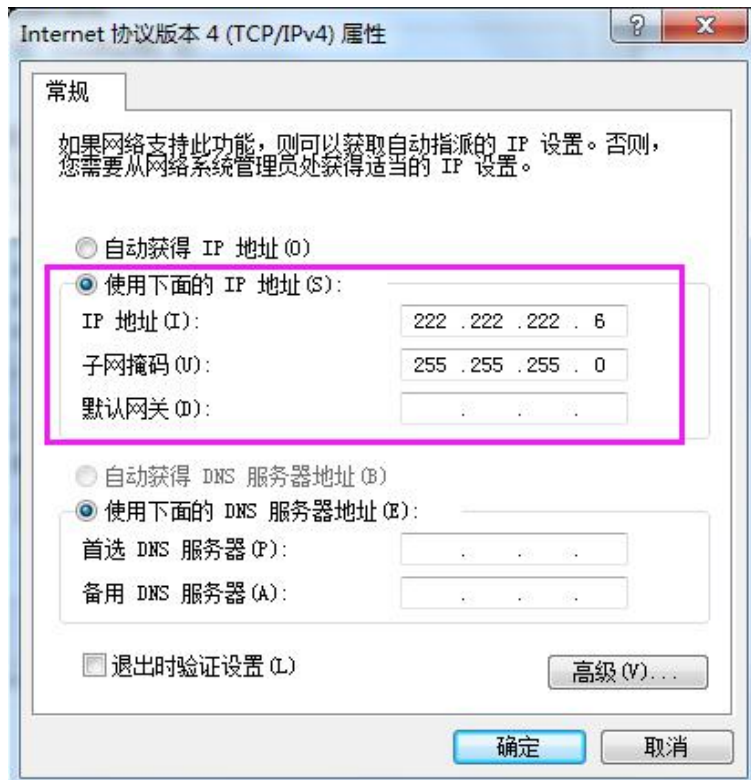 Internet 协议版本 4 (TCP/IPv4) 属性
常规
如果网络支持此功能，则可以获取自动指派的 IP 设置。否则，
您需要从网络系统管理员处获得适当的 IP 设置。
自动获得 IP 地址(O)
使用下面的 IP 地址(S):
IP 地址(I): 222 .222 .222 . 6
子网掩码(U): 255 .255 .255 . 0
默认网关(D): . . .
自动获得 DNS 服务器地址(B)
使用下面的 DNS 服务器地址(E):
首选 DNS 服务器(P): . . .
备用 DNS 服务器(A): . . .
退出时验证设置(L)
高级(V)...
确定 取消